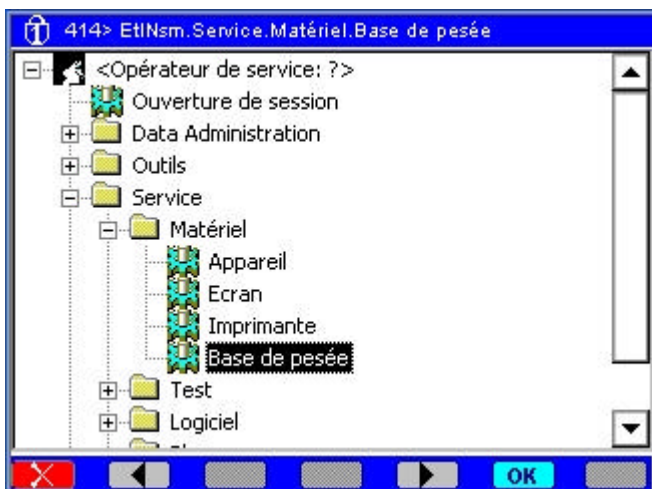 414> EtlNsm.Service.Matériel.Base de pesée
<Opérateur de service: ?>
Ouverture de session
Data Administration
Outils
Service
Matériel
Appareil
Ecran
Imprimante
Base de pesée
Test
Logiciel
OK